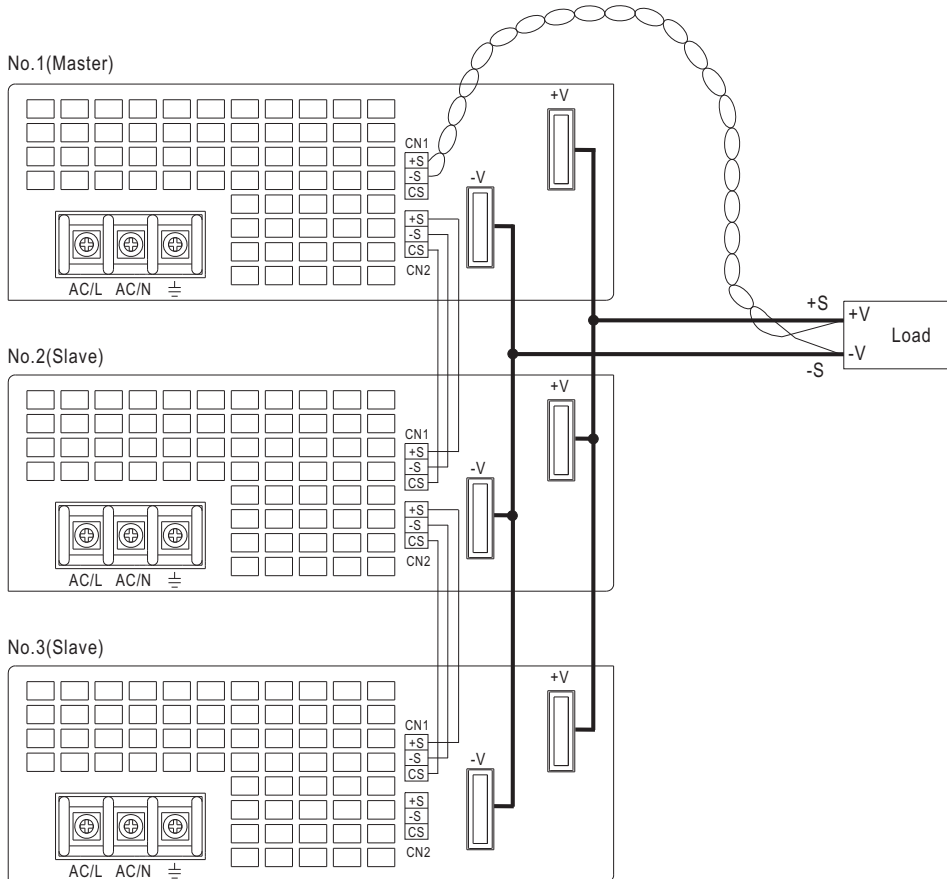 No.1(Master)
+V
CN1
+S
-S
CS
-V
+S
-S
CS
CN2
AC/L AC/N
+S
+V
Load
-V
-S
No.2(Slave)
+V
CN1
+S
-S
CS
-V
+S
-S
CS
CN2
AC/L AC/N
No.3(Slave)
+V
CN1
+S
-S
CS
-V
+S
-S
CS
CN2
AC/L AC/N